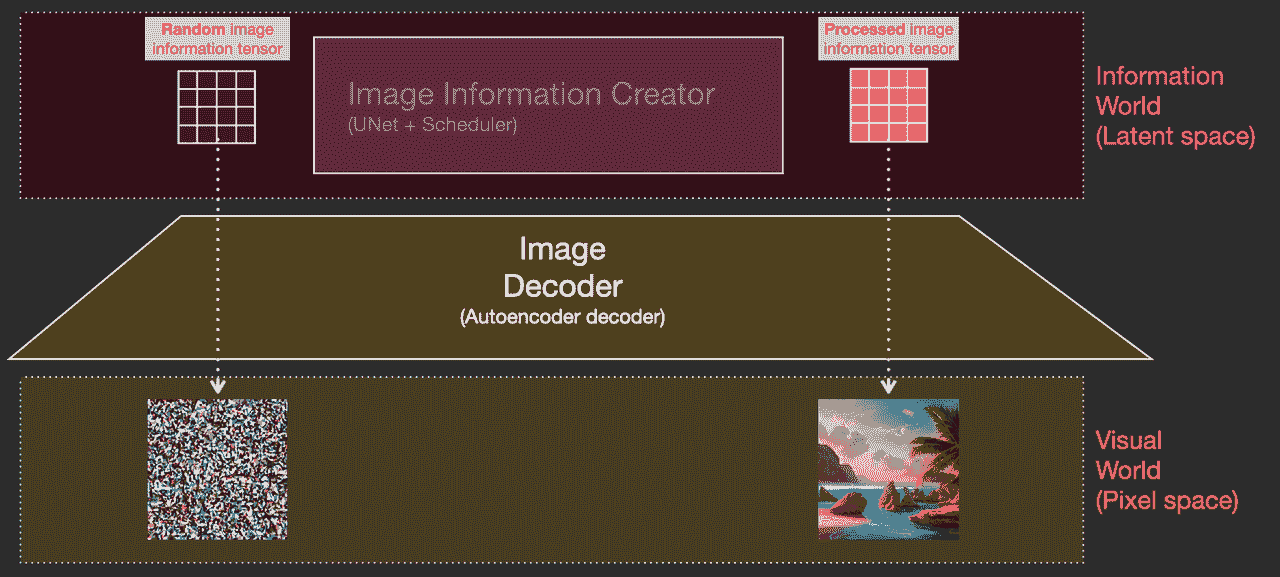 Random image
information tensor
Processed image
information tensor
Image Information Creator
(UNet + Scheduler)
Information
World
(Latent space)
Image
Decoder
(Autoencoder decoder)
Visual
World
(Pixel space)